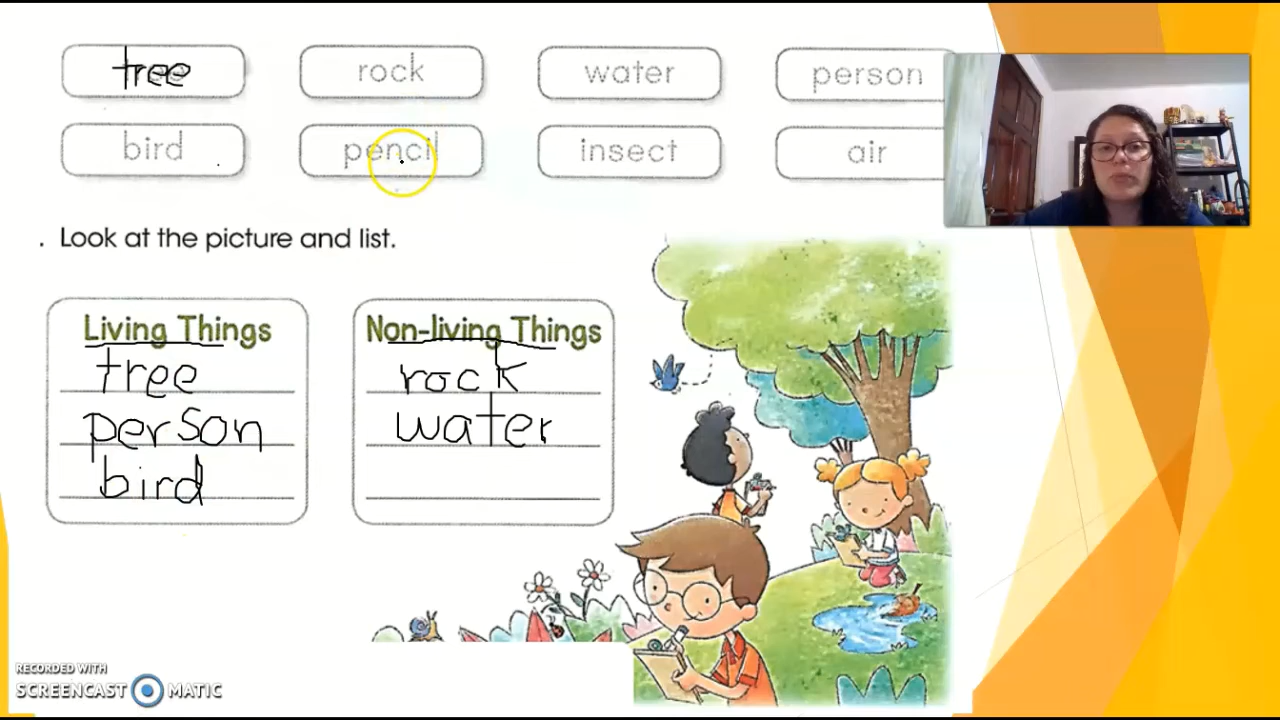 tree rock water person
bird pencil insect air
. Look at the picture and list.
Living Things
tree
person
bird
Non-living Things
rock
water
RECORDED WITH
SCREENCAST MATIC